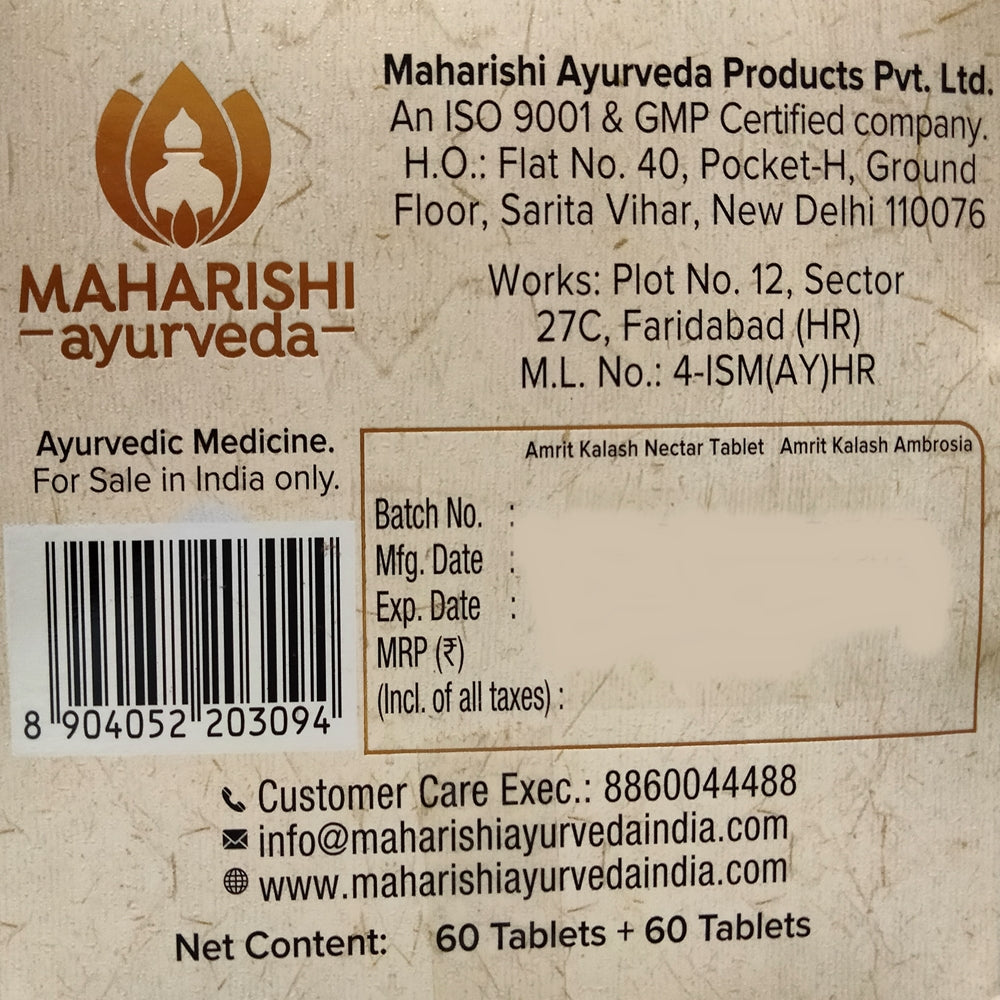 MAHARISHI
ayurveda
Maharishi Ayurveda Products Pvt. Ltd.
An ISO 9001 & GMP Certified company.
H.O.: Flat No. 40, Pocket-H, Ground
Floor, Sarita Vihar, New Delhi 110076
Works: Plot No. 12, Sector
27C, Faridabad (HR)
M.L. No.: 4-ISM(AY)HR
Ayurvedic Medicine.
For Sale in India only.
8 904052 203094
Amrit Kalash Nectar Tablet Amrit Kalash Ambrosia
Batch No. :
Mfg. Date :
Exp. Date :
MRP (₹)
(Incl. of all taxes) :
Customer Care Exec.: 8860044488
info@maharishiayurvedaindia.com
www.maharishiayurvedaindia.com
Net Content: 60 Tablets + 60 Tablets